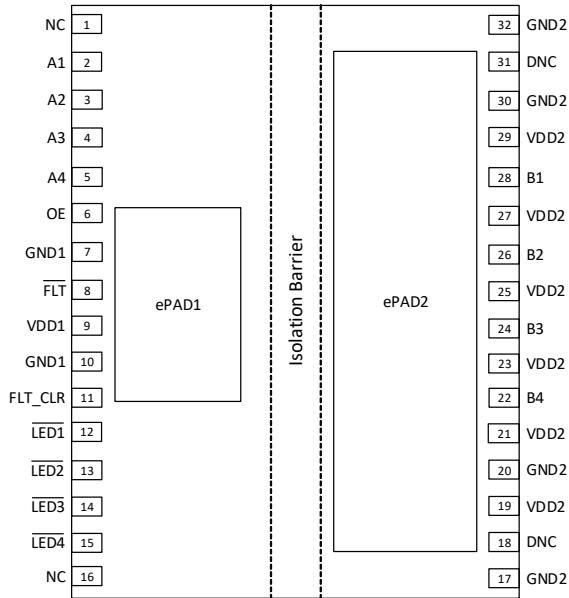 NC 1 32 GND2
A1 2 31 DNC
A2 3 30 GND2
A3 4 29 VDD2
A4 5 28 B1
OE 6 27 VDD2
GND1 7 26 B2
FLT 8 25 VDD2
VDD1 9 24 B3
GND1 10 23 VDD2
FLT_CLR 11 22 B4
LED1 12 21 VDD2
LED2 13 20 GND2
LED3 14 19 VDD2
LED4 15 18 DNC
NC 16 17 GND2
ePAD1
Isolation Barrier
ePAD2